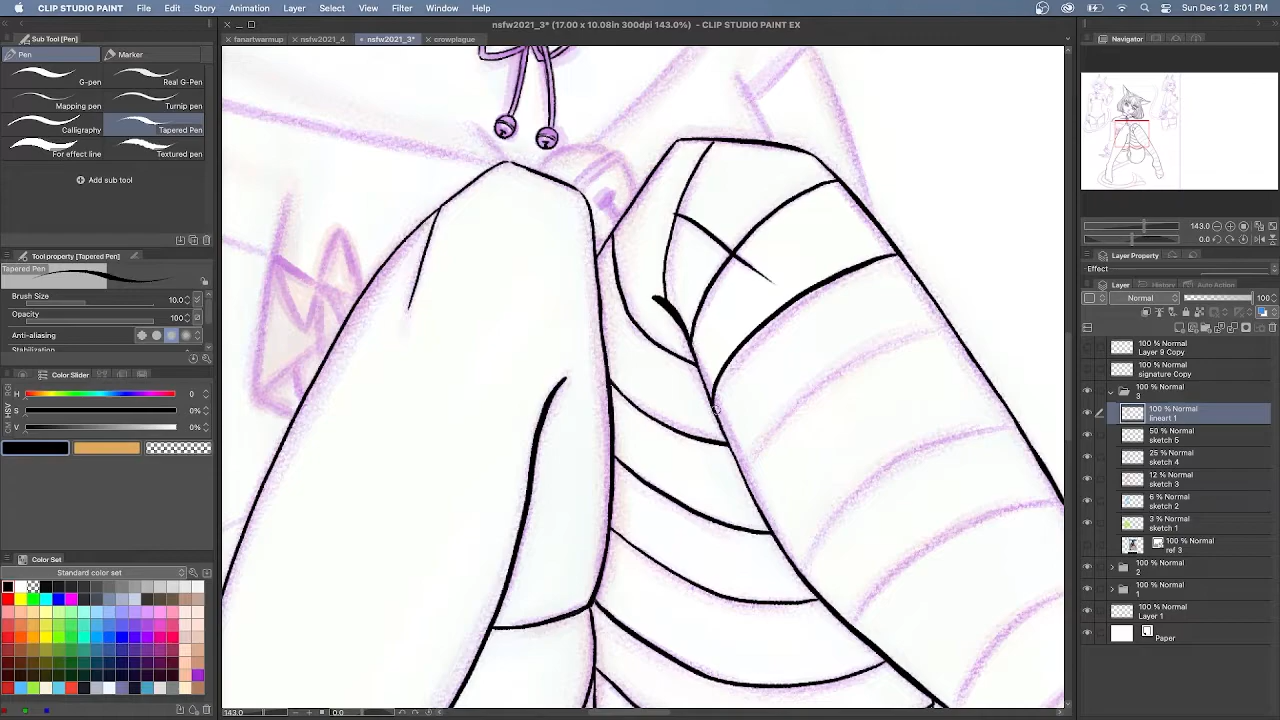 CLIP STUDIO PAINT File Edit Story Animation Layer Select View Filter Window Help Sun Dec 12 8:01 PM
nsfw2021_3* (17.00 x 10.08in 300dpi 143.0%) - CLIP STUDIO PAINT EX
Sub Tool [Pen]
fanartwarmup nsfw2021_4 nsfw2021_3* crowplague
Navigator
Pen Marker
G-pen Real G-Pen
Mapping pen Turnip pen
Calligraphy Tapered Pen
For effect line Textured pen
Add sub tool
143.0
0.0
Tool property [Tapered Pen]
Layer Property
Tapered Pen
Effect
Layer History Auto Action
Brush Size 10.0
Normal 100
Opacity 100
Anti-aliasing
Stabilization
Color Slider
H 0
S 0%
V 0%
100 % Normal
Layer 9 Copy
100 % Normal
signature Copy
100 % Normal
3
100 % Normal
lineart 1
50 % Normal
sketch 5
25 % Normal
sketch 4
12 % Normal
sketch 3
6 % Normal
sketch 2
3 % Normal
sketch 1
100 % Normal
ref 3
100 % Normal
2
100 % Normal
1
100 % Normal
Layer 1
Paper
Color Set
Standard color set
143.0 0.0